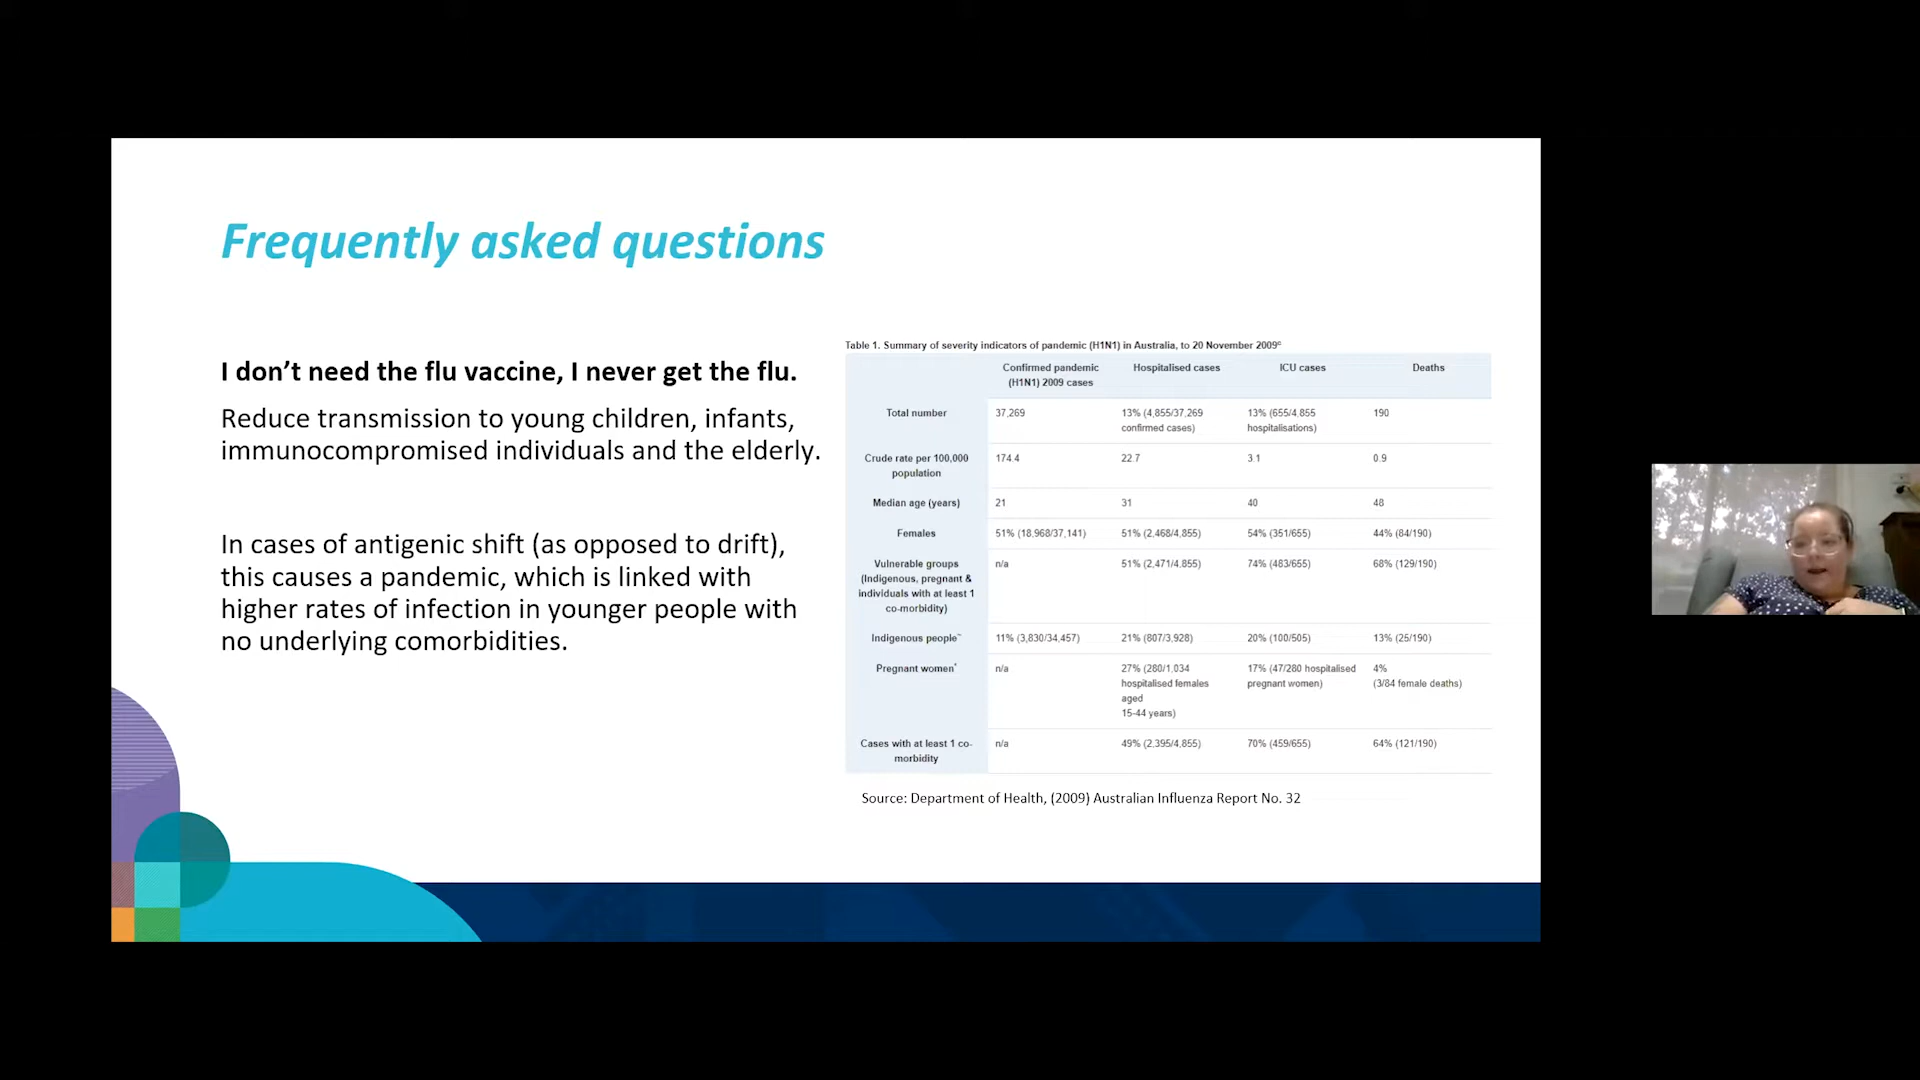 Frequently asked questions
I don’t need the flu vaccine, I never get the flu.
Reduce transmission to young children, infants,
immunocompromised individuals and the elderly.
In cases of antigenic shift (as opposed to drift),
this causes a pandemic, which is linked with
higher rates of infection in younger people with
no underlying comorbidities.
Table 1. Summary of severity indicators of pandemic (H1N1) in Australia, to 20 November 2009
Confirmed pandemic Hospitalised cases ICU cases Deaths
(H1N1) 2009 cases
Total number 37,269 13% (4,855/37,269 13% (655/4,855 190
confirmed cases) hospitalisations)
Crude rate per 100,000 174.4 22.7 3.1 0.9
population
Median age (years) 21 31 40 48
Females 51% (18,968/37,141) 51% (2,468/4,855) 54% (351/655) 44% (84/190)
Vulnerable groups n/a 51% (2,471/4,855) 74% (483/655) 68% (129/190)
(Indigenous, pregnant &
individuals with at least 1
co-morbidity)
Indigenous people~ 11% (3,830/34,457) 21% (807/3,928) 20% (100/505) 13% (25/190)
Pregnant women* n/a 27% (280/1,034 17% (47/280 hospitalised 4%
hospitalised females pregnant women) (3/84 female deaths)
aged
15-44 years)
Cases with at least 1 co- n/a 49% (2,395/4,855) 70% (459/655) 64% (121/190)
morbidity
Source: Department of Health, (2009) Australian Influenza Report No. 32